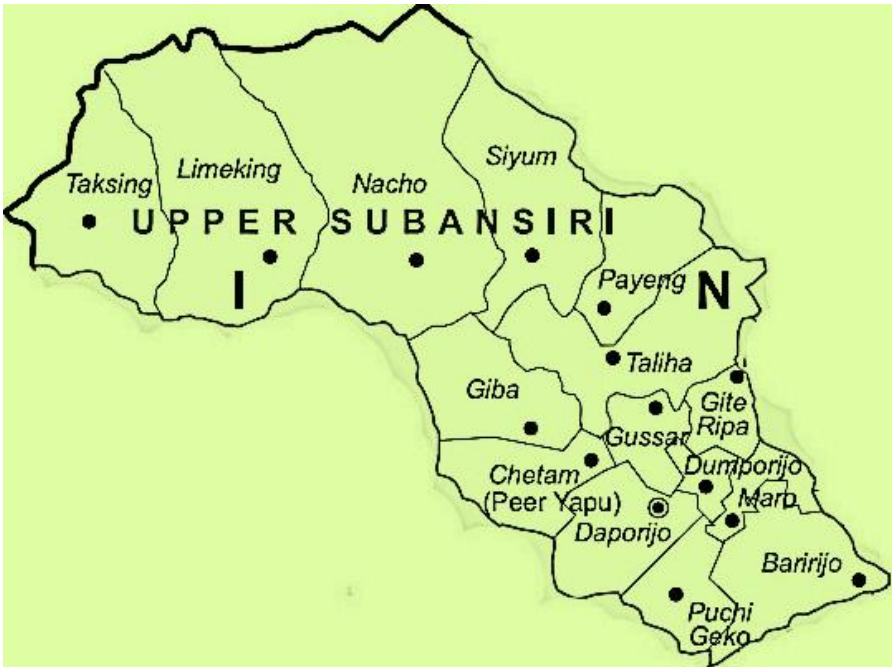 Siyum
Limeking
Taksing
Nacho
UPPER SUBANSIRI
I
Payeng
N
Taliha
Giba
Gite
Ripa
Gussar
Dumporijo
Chetam
(Peer Yapu)
Maro
Daporijo
Baririjo
Puchi
Geko